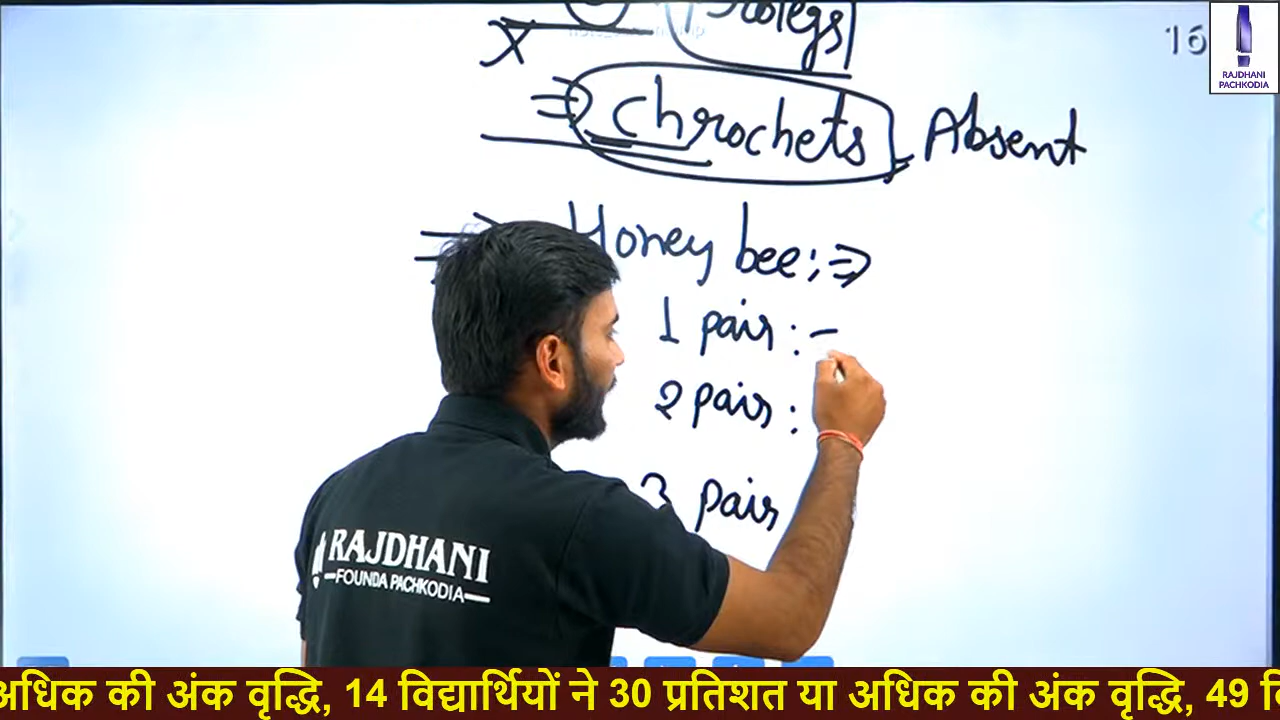 Prolegs
16
RAJDHANI
PACHKODIA
X
Chrochets Absent
Honey bee:⇒
1 pair :-
2 pair :
3 pair
RAJDHANI
FOUNDA PACHKODIA
अधिक की अंक वृद्धि, 14 विद्यार्थियों ने 30 प्रतिशत या अधिक की अंक वृद्धि, 49